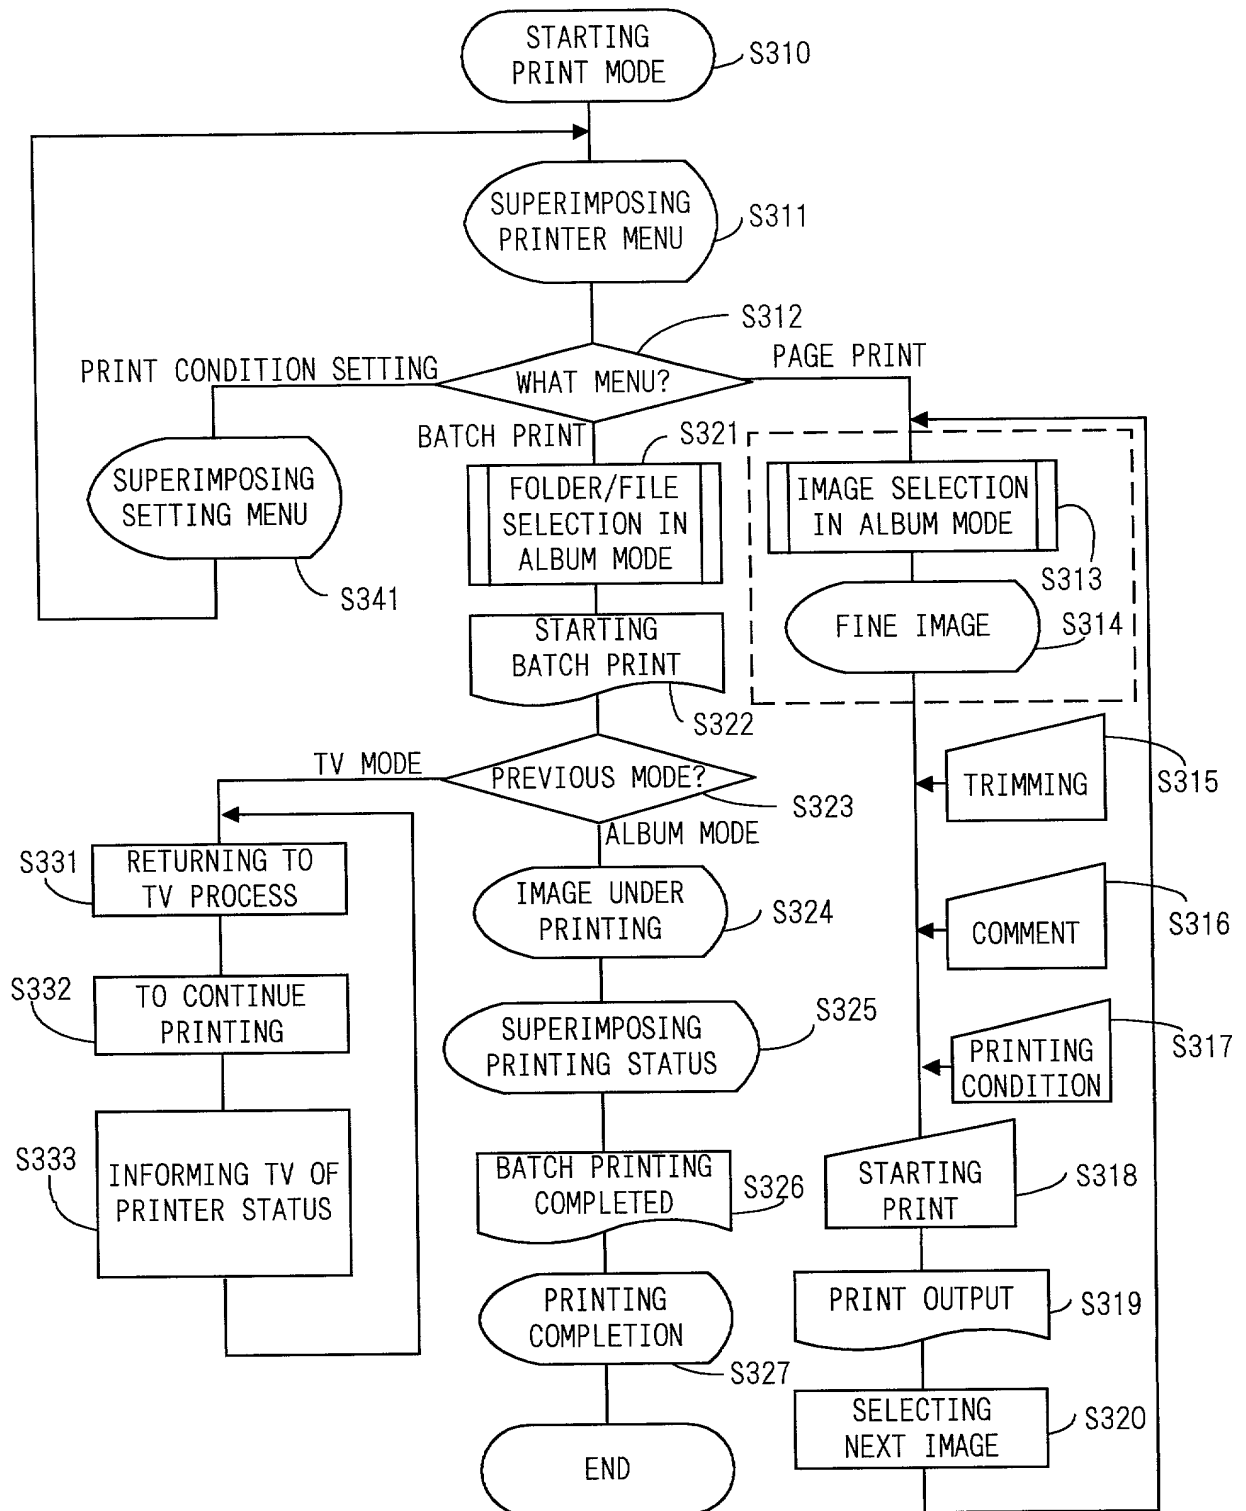 STARTING
PRINT MODE
S310
SUPERIMPOSING
PRINTER MENU
S311
S312
WHAT MENU?
PRINT CONDITION SETTING
PAGE PRINT
BATCH PRINT
SUPERIMPOSING
SETTING MENU
S341
S321
FOLDER/FILE
SELECTION IN
ALBUM MODE
STARTING
BATCH PRINT
S322
IMAGE SELECTION
IN ALBUM MODE
S313
FINE IMAGE
S314
TRIMMING
S315
COMMENT
S316
PRINTING
CONDITION
S317
STARTING
PRINT
S318
PRINT OUTPUT
S319
SELECTING
NEXT IMAGE
S320
TV MODE
PREVIOUS MODE?
S323
ALBUM MODE
S331
RETURNING TO
TV PROCESS
S332
TO CONTINUE
PRINTING
S333
INFORMING TV OF
PRINTER STATUS
IMAGE UNDER
PRINTING
S324
SUPERIMPOSING
PRINTING STATUS
S325
BATCH PRINTING
COMPLETED
S326
PRINTING
COMPLETION
S327
END